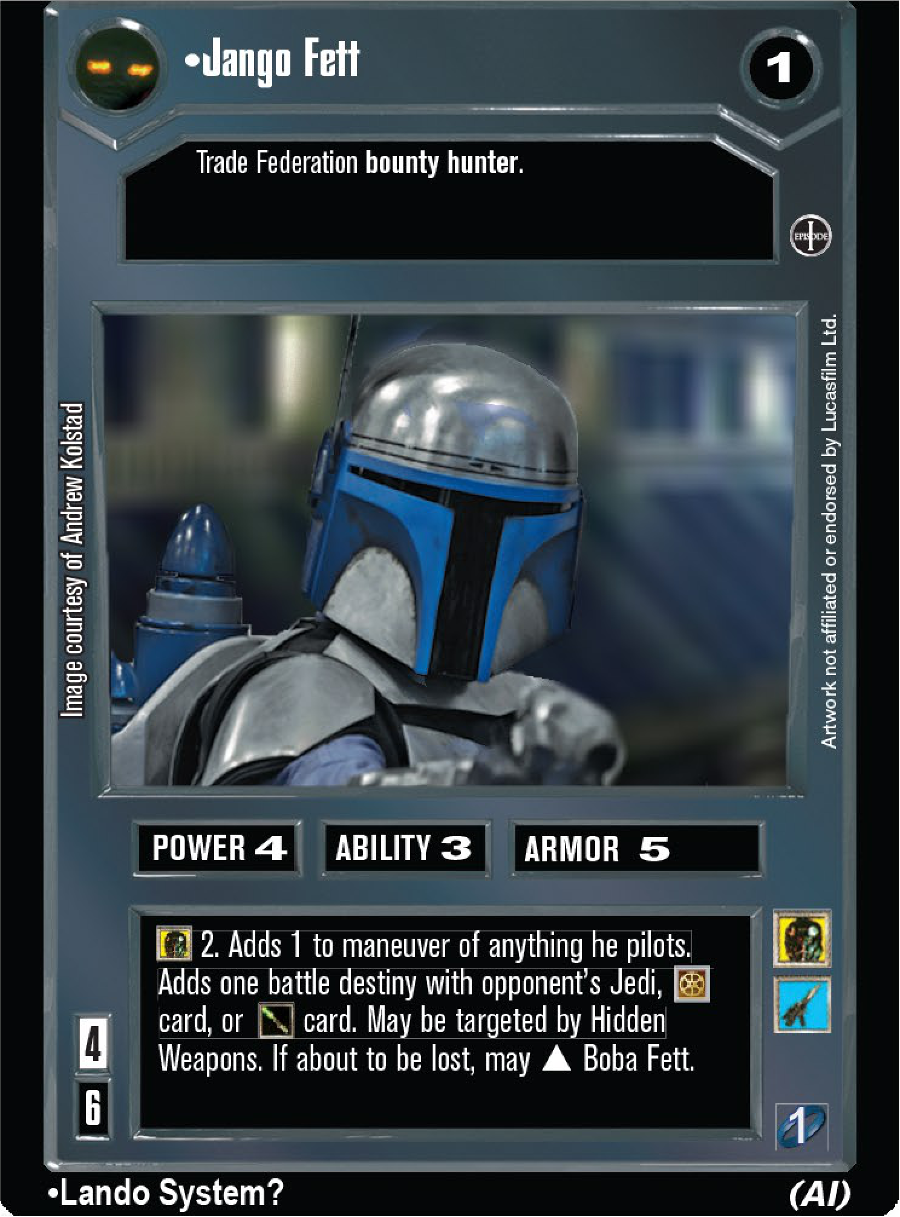 •Jango Fett
1
Trade Federation bounty hunter.
EPISODE I
Image courtesy of Andrew Kolstad
Artwork not affiliated or endorsed by Lucasfilm Ltd.
POWER 4 ABILITY 3 ARMOR 5
2. Adds 1 to maneuver of anything he pilots.
Adds one battle destiny with opponent's Jedi,
card, or card. May be targeted by Hidden
Weapons. If about to be lost, may ▲ Boba Fett.
4
6
1
•Lando System?
(AI)